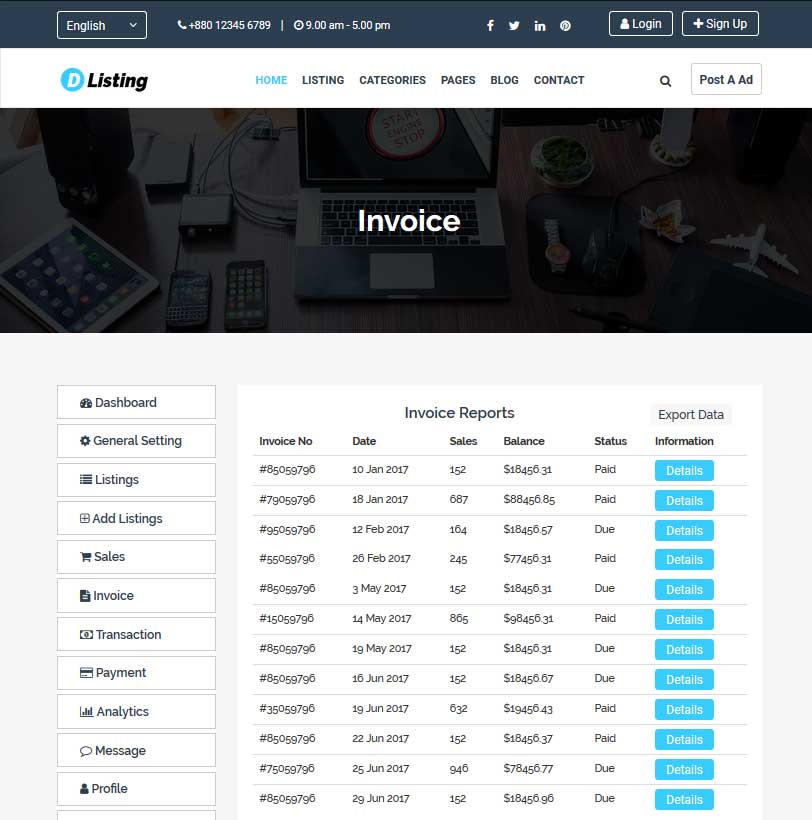 English
+880 12345 6789 | 9.00 am - 5.00 pm
Login
Sign Up
D Listing
HOME LISTING CATEGORIES PAGES BLOG CONTACT
Post A Ad
START
ENGINE
STOP
Invoice
Dashboard
General Setting
Listings
Add Listings
Sales
Invoice
Transaction
Payment
Analytics
Message
Profile
Invoice Reports
Export Data
Invoice No Date Sales Balance Status Information
#85059796 10 Jan 2017 152 $18456.31 Paid Details
#79059796 18 Jan 2017 687 $88456.85 Paid Details
#95059796 12 Feb 2017 164 $18456.57 Due Details
#55059796 26 Feb 2017 245 $77456.31 Paid Details
#85059796 3 May 2017 152 $18456.31 Due Details
#15059796 14 May 2017 865 $98456.31 Paid Details
#85059796 19 May 2017 152 $18456.31 Due Details
#85059796 16 Jun 2017 152 $18456.67 Due Details
#35059796 19 Jun 2017 632 $19456.43 Paid Details
#85059796 22 Jun 2017 152 $18456.37 Paid Details
#75059796 25 Jun 2017 946 $78456.77 Due Details
#85059796 29 Jun 2017 152 $18456.96 Due Details